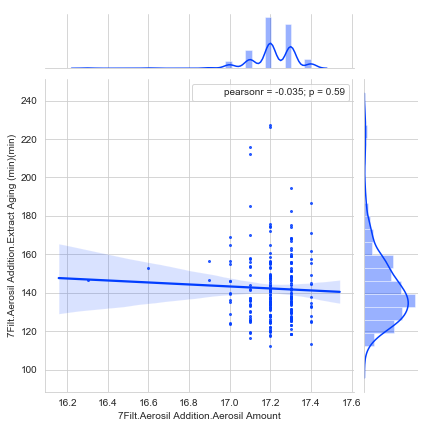 pearsonr = -0.035; p = 0.59
240
220
200
180
160
140
120
100
7Filt.Aerosil Addition.Extract Aging (min)(min)
16.2 16.4 16.6 16.8 17.0 17.2 17.4 17.6
7Filt.Aerosil Addition.Aerosil Amount